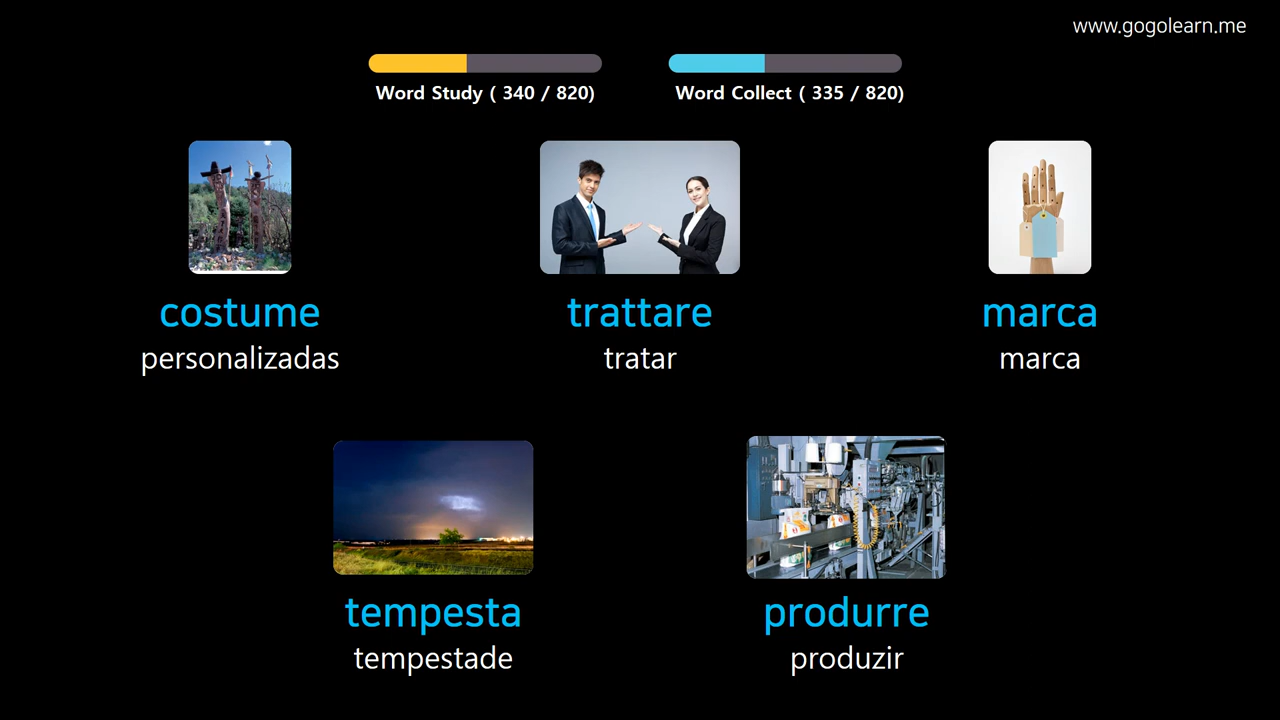 www.gogolearn.me
Word Study ( 340 / 820)
Word Collect ( 335 / 820)
costume
personalizadas
trattare
tratar
marca
marca
tempesta
tempestade
produrre
produzir